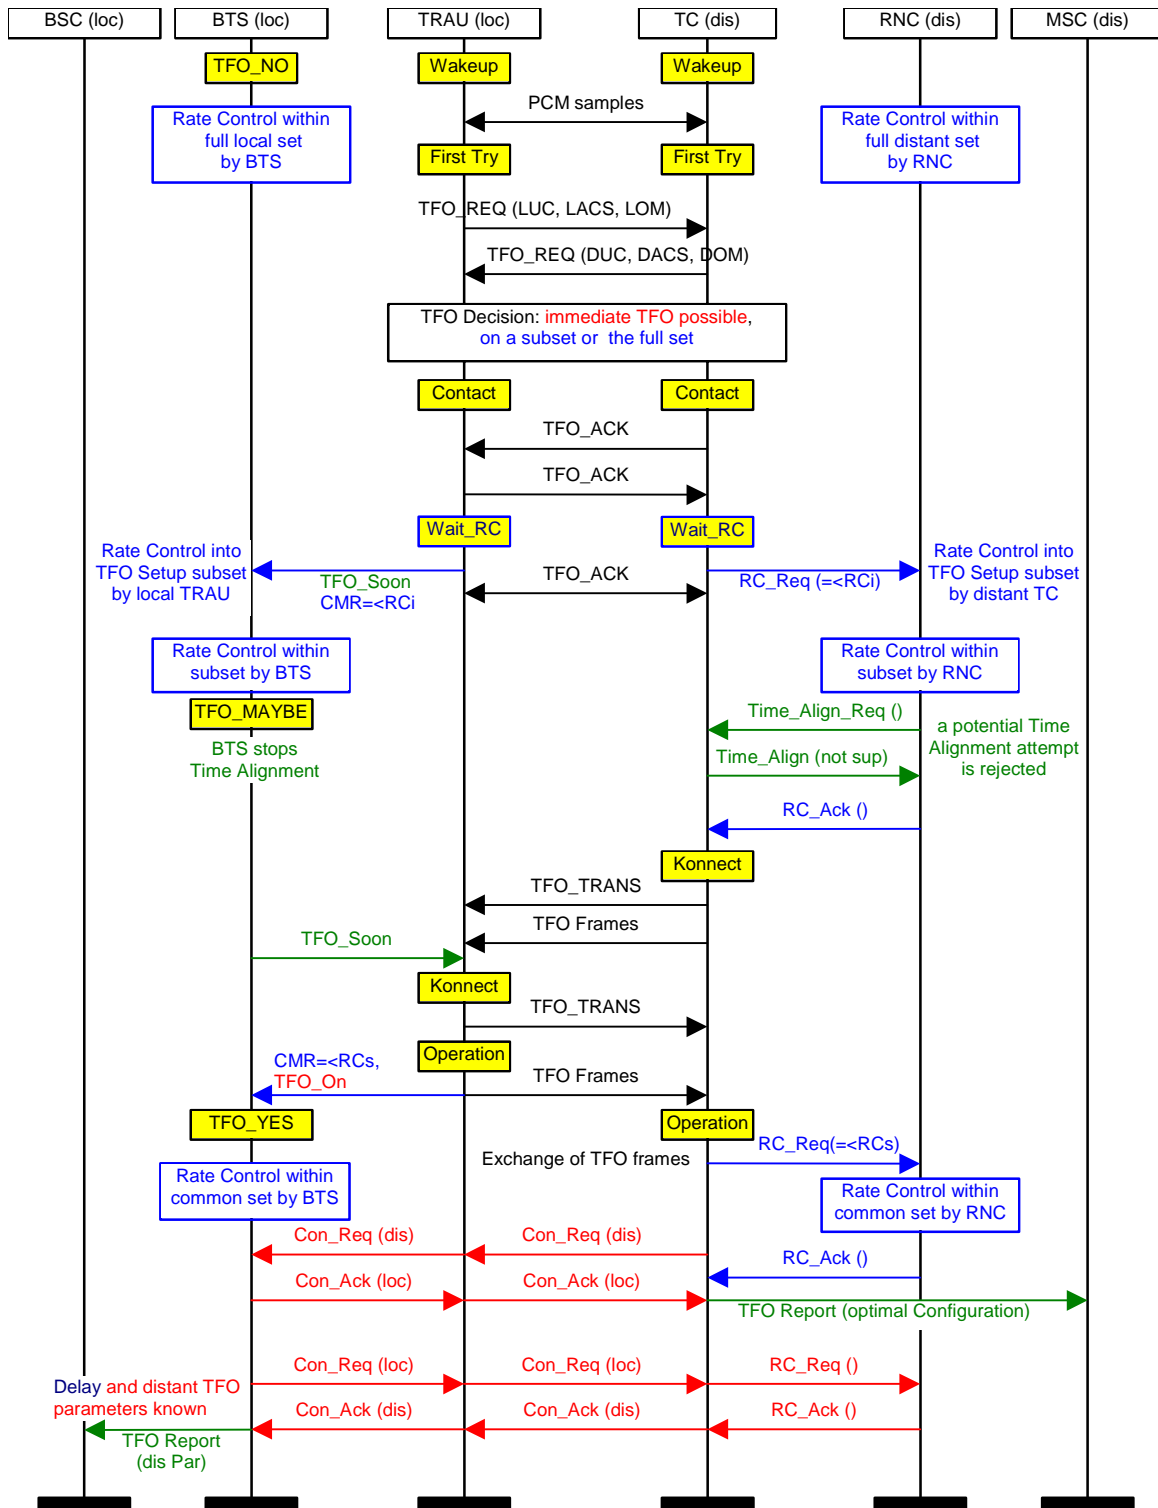 BSC (loc)
BTS (loc)
TRAU (loc)
TC (dis)
RNC (dis)
MSC (dis)
TFO_NO
Wakeup
Wakeup
PCM samples
Rate Control within
full local set
by BTS
Rate Control within
full distant set
by RNC
First Try
First Try
TFO_REQ (LUC, LACS, LOM)
TFO_REQ (DUC, DACS, DOM)
TFO Decision: immediate TFO possible,
on a subset or the full set
Contact
Contact
TFO_ACK
TFO_ACK
Wait_RC
Wait_RC
Rate Control into
TFO Setup subset
by local TRAU
TFO_Soon
CMR=<RCi
TFO_ACK
RC_Req (=<RCi)
Rate Control into
TFO Setup subset
by distant TC
Rate Control within
subset by BTS
Rate Control within
subset by RNC
TFO_MAYBE
BTS stops
Time Alignment
Time_Align_Req ()
Time_Align (not sup)
a potential Time
Alignment attempt
is rejected
RC_Ack ()
Konnect
TFO_TRANS
TFO Frames
TFO_Soon
Konnect
TFO_TRANS
Operation
CMR=<RCs,
TFO_On
TFO Frames
TFO_YES
Operation
Exchange of TFO frames
RC_Req(=<RCs)
Rate Control within
common set by BTS
Rate Control within
common set by RNC
Con_Req (dis)
Con_Req (dis)
RC_Ack ()
Con_Ack (loc)
Con_Ack (loc)
TFO Report (optimal Configuration)
Con_Req (loc)
Con_Req (loc)
RC_Req ()
Delay and distant TFO
parameters known
Con_Ack (dis)
Con_Ack (dis)
RC_Ack ()
TFO Report
(dis Par)